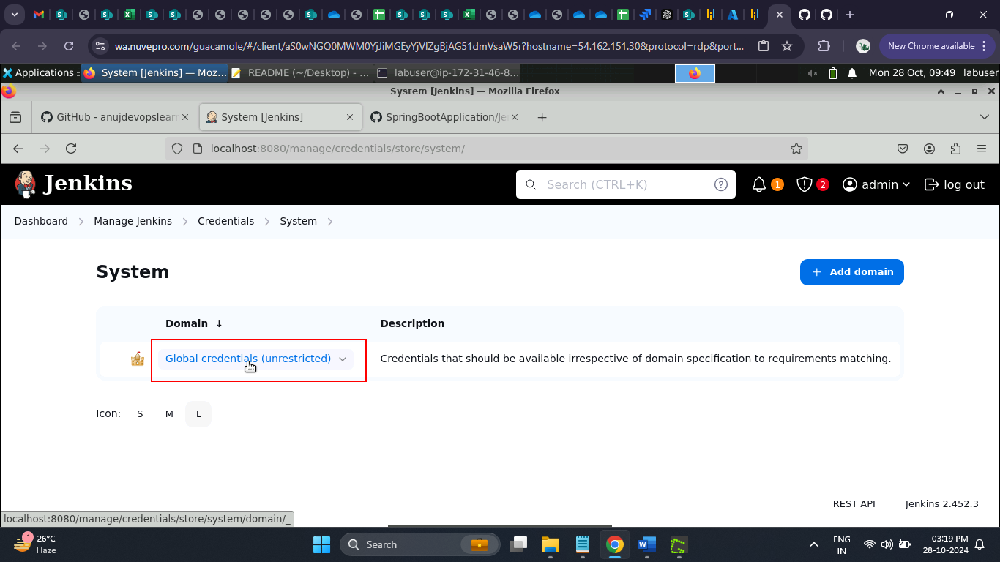 wa.nuvepro.com/guacamole/#/client/aS0wNGQ0MWM0YjJiMGEyYjVlZgBjAG51dmVsaW5r?hostname=54.162.151.30&protocol=rdp&port...
New Chrome available
Applications
System [Jenkins] — Moz...
README (~/Desktop) - ...
labuser@ip-172-31-46-8...
Mon 28 Oct, 09:49
labuser
System [Jenkins] — Mozilla Firefox
GitHub - anujdevopslearn
System [Jenkins]
SpringBootApplication/Je
localhost:8080/manage/credentials/store/system/
Jenkins
Search (CTRL+K)
1
2
admin
log out
Dashboard
Manage Jenkins
Credentials
System
System
Add domain
Domain ↓
Description
Global credentials (unrestricted)
Credentials that should be available irrespective of domain specification to requirements matching.
Icon:
S
M
L
REST API
Jenkins 2.452.3
localhost:8080/manage/credentials/store/system/domain/_
1
26°C
Haze
Search
ENG
IN
03:19 PM
28-10-2024